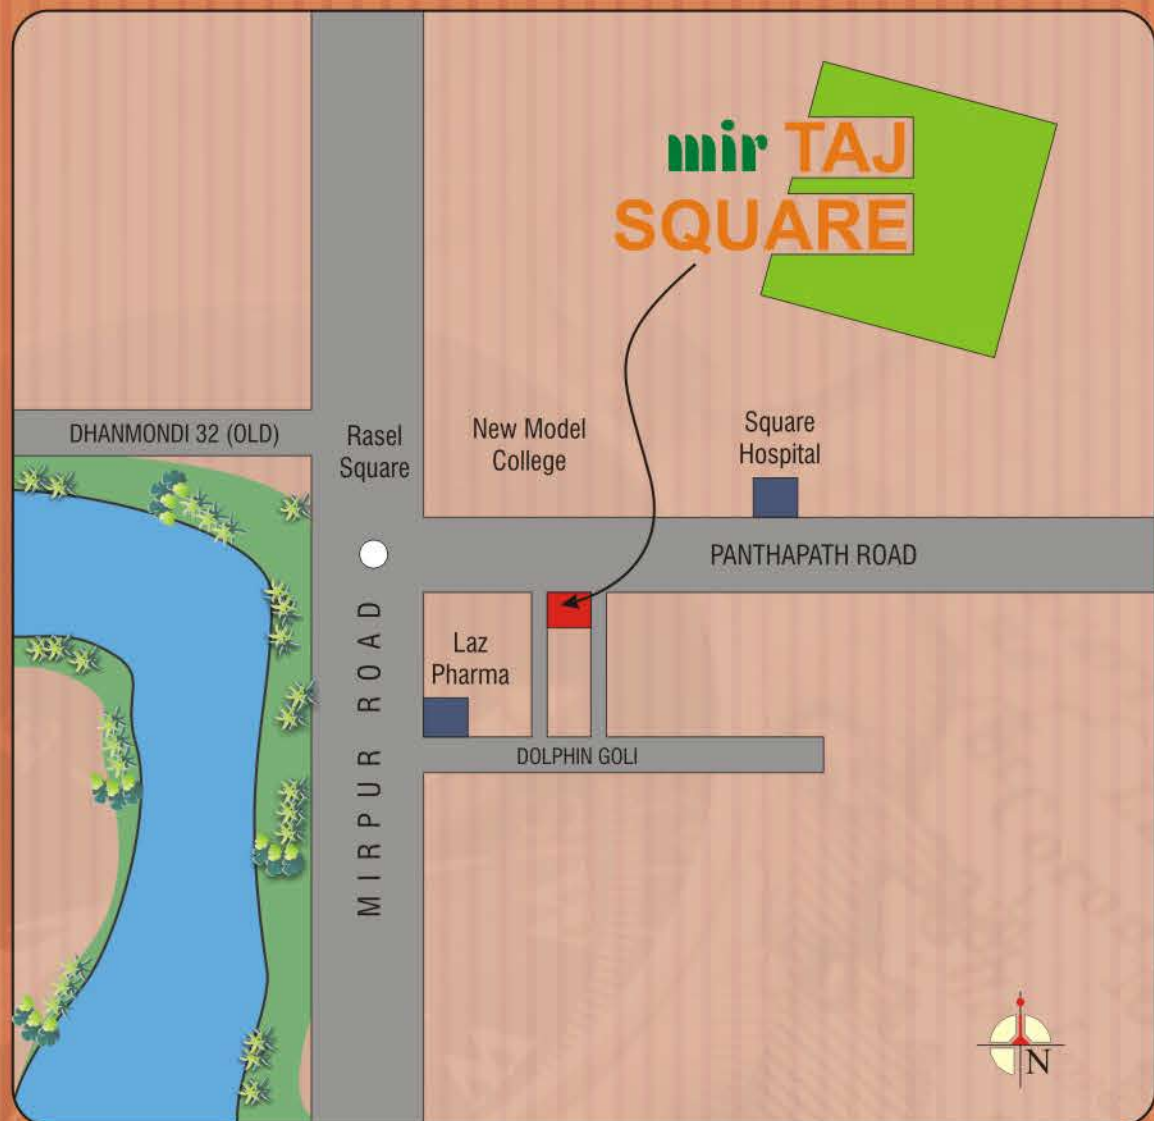 mir TAJ
SQUARE
DHANMONDI 32 (OLD)
Rasel
Square
New Model
College
Square
Hospital
PANTHAPATH ROAD
MIRPUR ROAD
Laz
Pharma
DOLPHIN GOLI
N